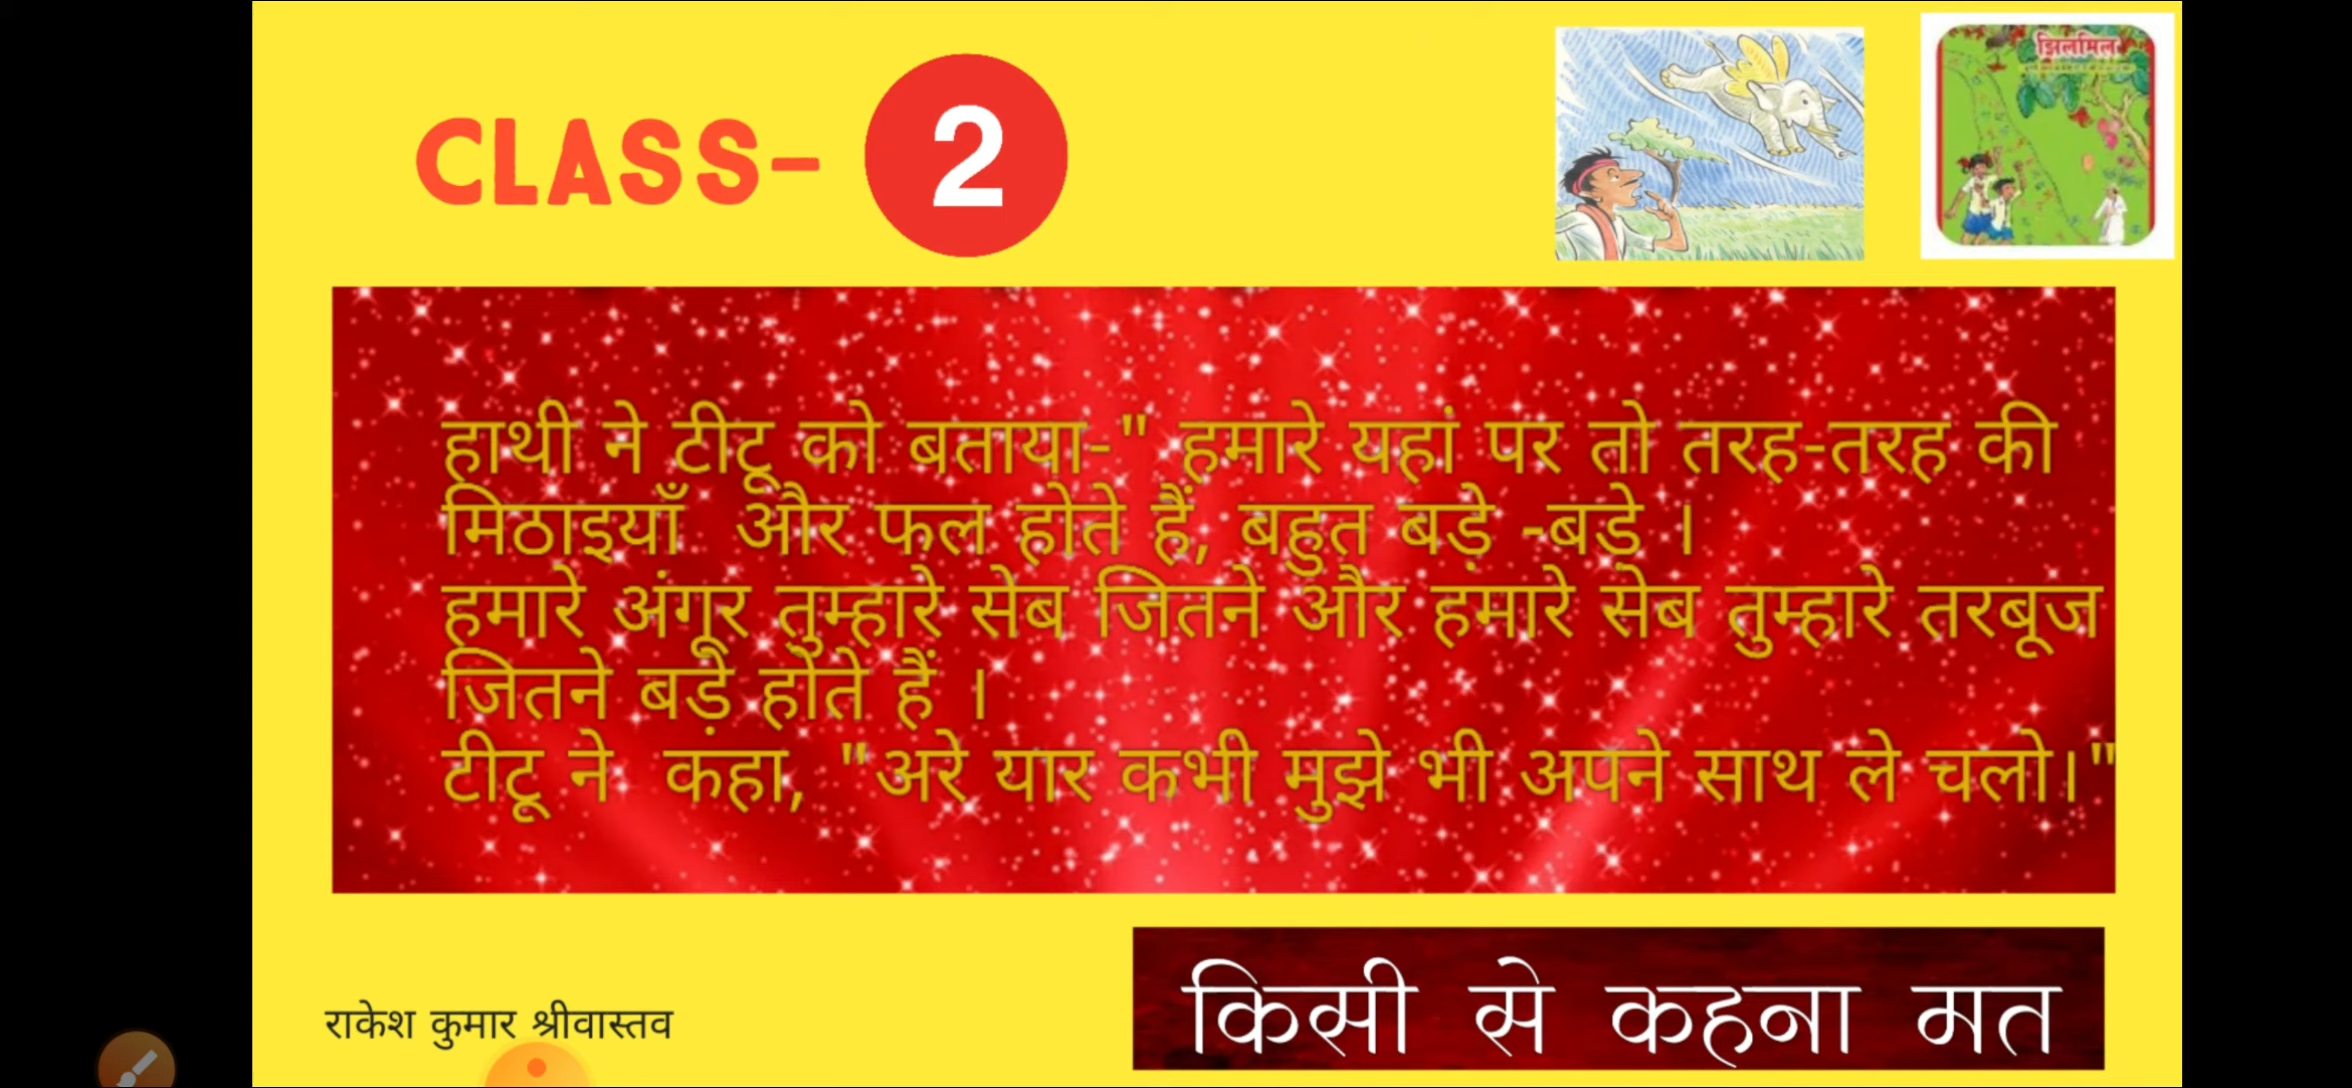 CLASS- 2
झिलमिल
हाथी ने टीटू को बताया-" हमारे यहां पर तो तरह-तरह की
मिठाइयाँ और फल होते हैं, बहुत बड़े -बड़े ।
हमारे अंगूर तुम्हारे सेब जितने और हमारे सेब तुम्हारे तरबूज
जितने बड़े होते हैं ।
टीटू ने कहा, "अरे यार कभी मुझे भी अपने साथ ले चलो।"
राकेश कुमार श्रीवास्तव
किसी से कहना मत